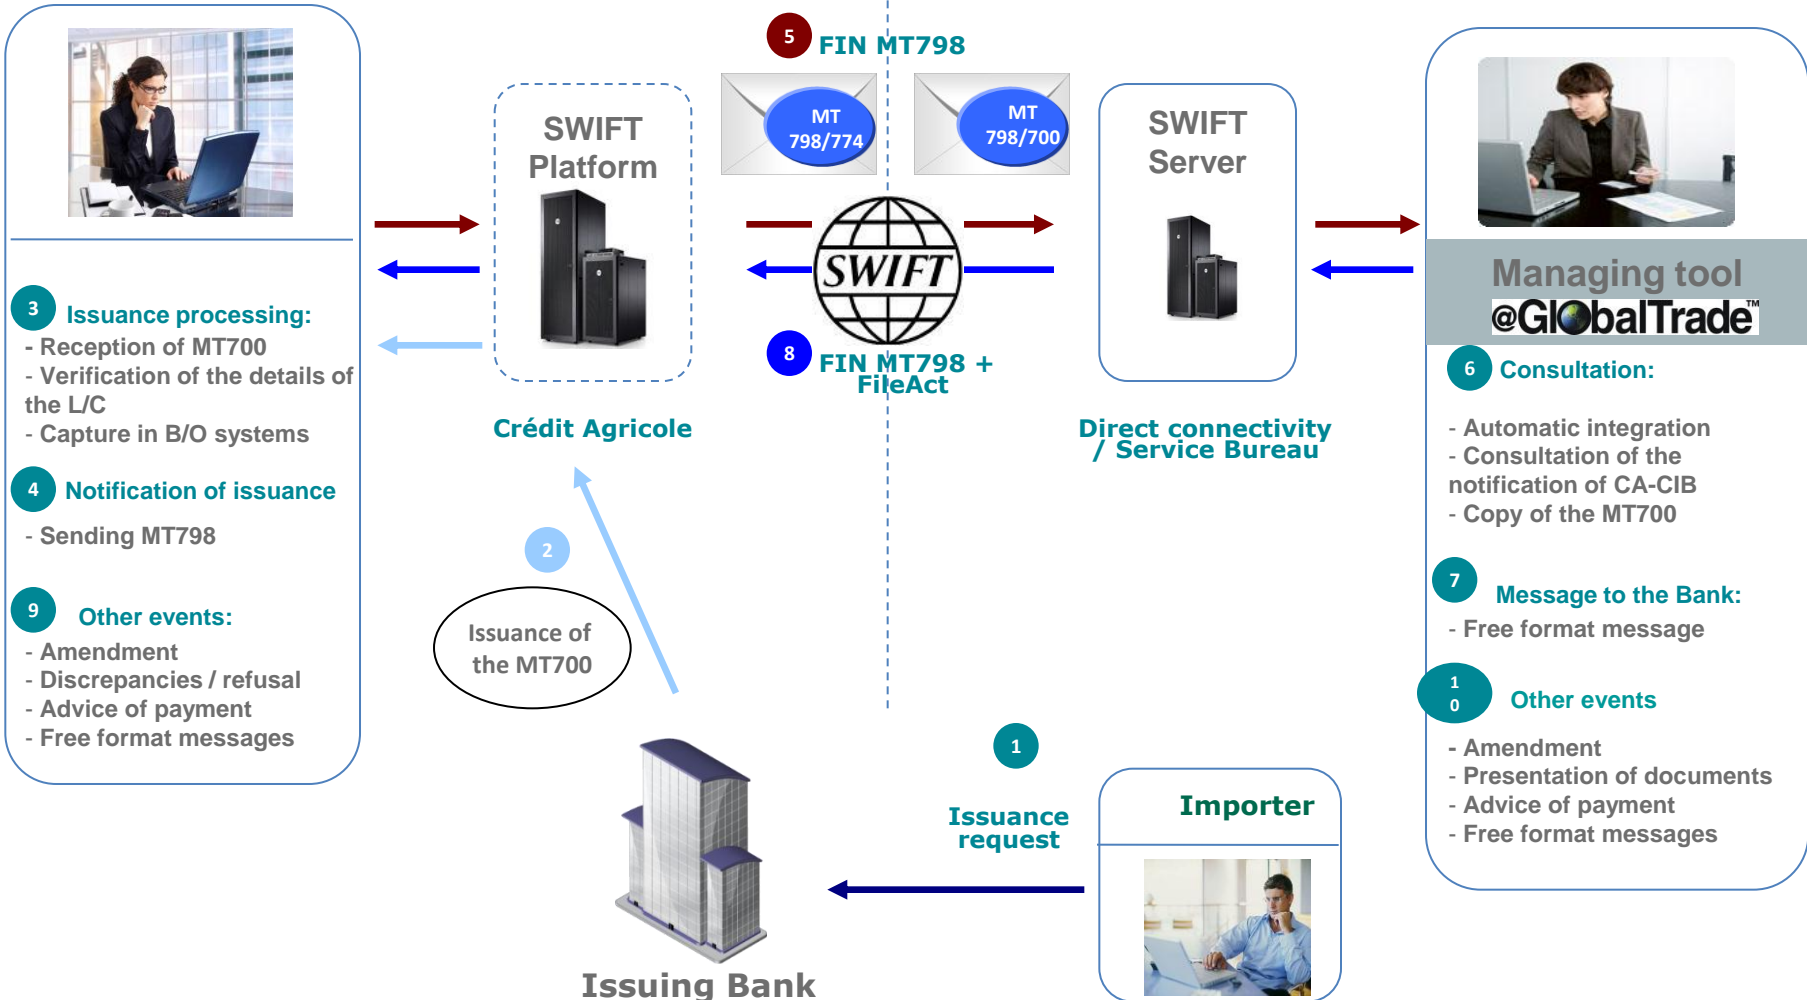 5
FIN MT798
MT
798/774
MT
798/700
SWIFT
Platform
SWIFT
Server
SWIFT
8
FIN MT798 +
FileAct
Crédit Agricole
Direct connectivity
/ Service Bureau
3
Issuance processing:
- Reception of MT700
- Verification of the details of
the L/C
- Capture in B/O systems
4
Notification of issuance
- Sending MT798
9
Other events:
- Amendment
- Discrepancies / refusal
- Advice of payment
- Free format messages
2
Issuance of
the MT700
Issuing Bank
1
Issuance
request
Importer
Managing tool
@GlobalTrade™
6
Consultation:
- Automatic integration
- Consultation of the
notification of CA-CIB
- Copy of the MT700
7
Message to the Bank:
- Free format message
1
0
Other events
- Amendment
- Presentation of documents
- Advice of payment
- Free format messages